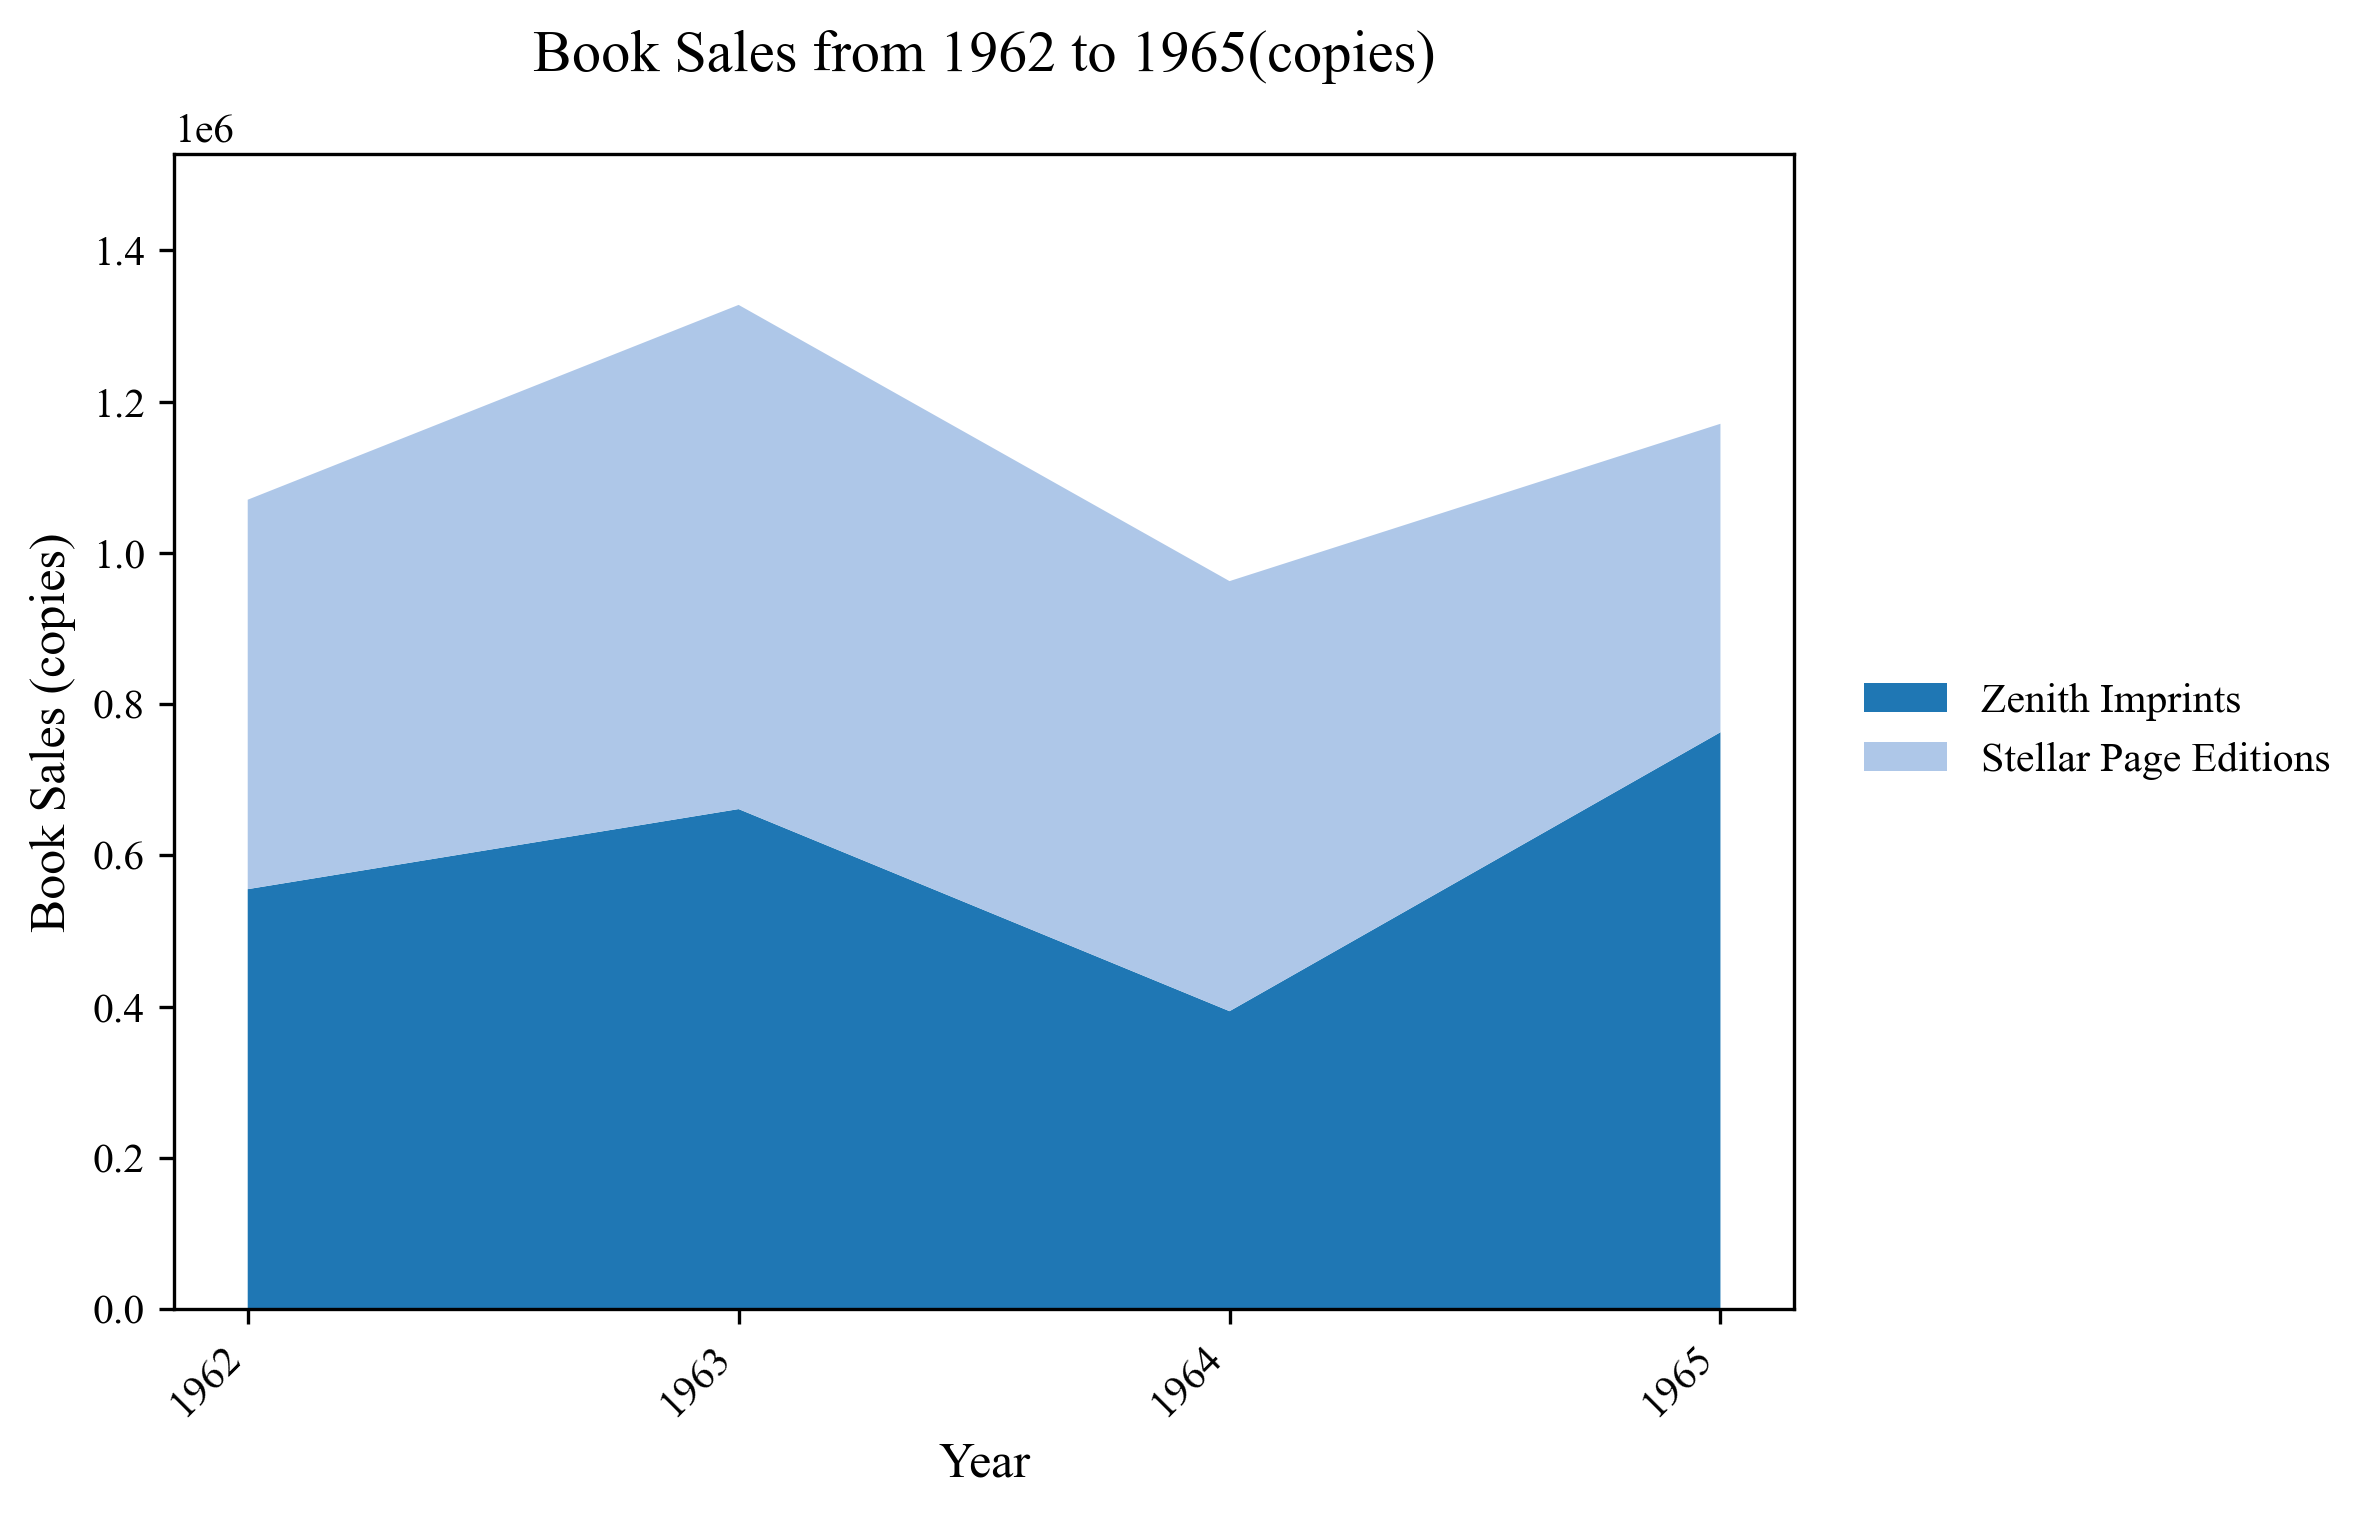 Book Sales from 1962 to 1965(copies)
1e6
1.4
1.2
1.0
0.8
0.6
0.4
0.2
0.0
Book Sales (copies)
1962
1963
1964
1965
Year
Zenith Imprints
Stellar Page Editions